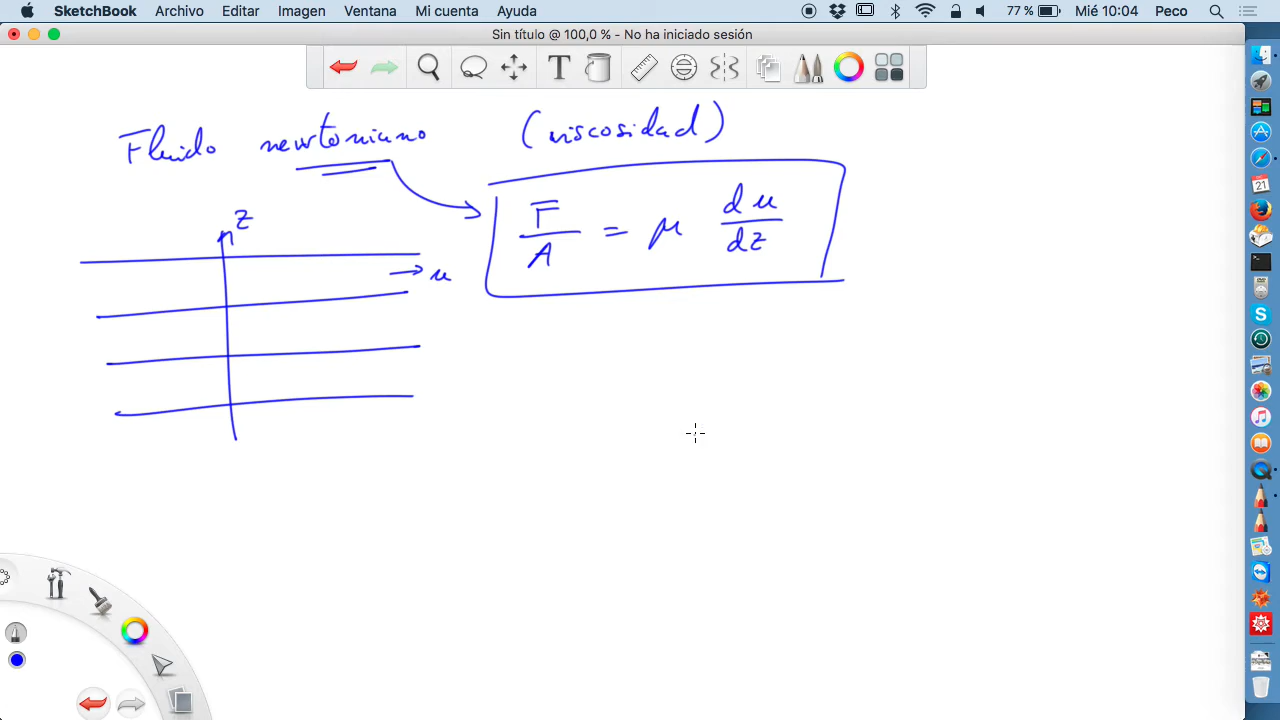 SketchBook Archivo Editar Imagen Ventana Mi cuenta Ayuda 77 % Mié 10:04 Peco
Sin título @ 100,0 % - No ha iniciado sesión
T
Fluido newtoniano (viscosidad)
F/A = μ du/dz
z
u
21